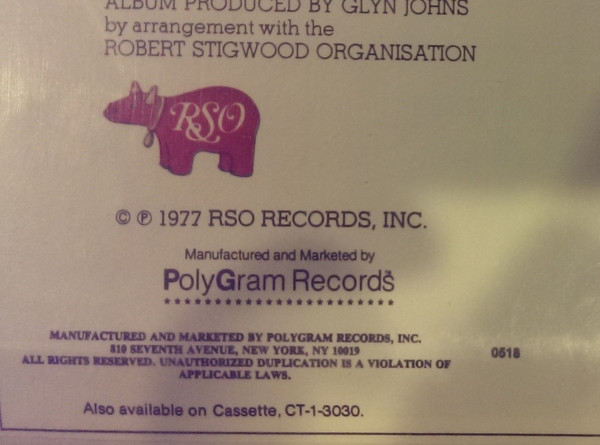 ALBUM PRODUCED BY GLYN JOHNS
by arrangement with the
ROBERT STIGWOOD ORGANISATION
RSO
© ℗ 1977 RSO RECORDS, INC.
Manufactured and Marketed by
PolyGram Records
MANUFACTURED AND MARKETED BY POLYGRAM RECORDS, INC.
810 SEVENTH AVENUE, NEW YORK, NY 10019
ALL RIGHTS RESERVED. UNAUTHORIZED DUPLICATION IS A VIOLATION OF
APPLICABLE LAWS.
0518
Also available on Cassette, CT-1-3030.